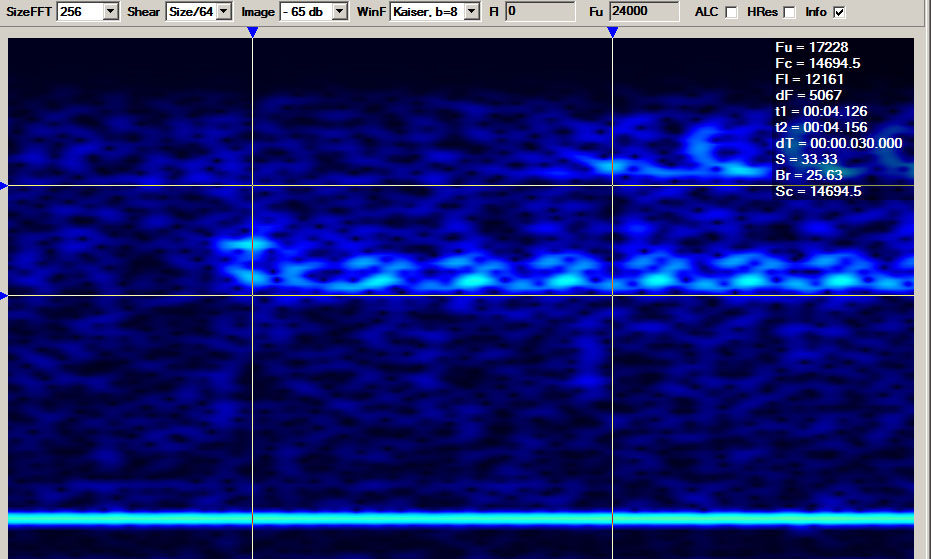 SizeFFT 256 Shear Size/64 Image - 65 db WinF Kaiser, b=8 Fl 0 Fu 24000 ALC HRes Info
Fu = 17228
Fc = 14694.5
Fl = 12161
dF = 5067
t1 = 00:04.126
t2 = 00:04.156
dT = 00:00.030.000
S = 33.33
Br = 25.63
Sc = 14694.5